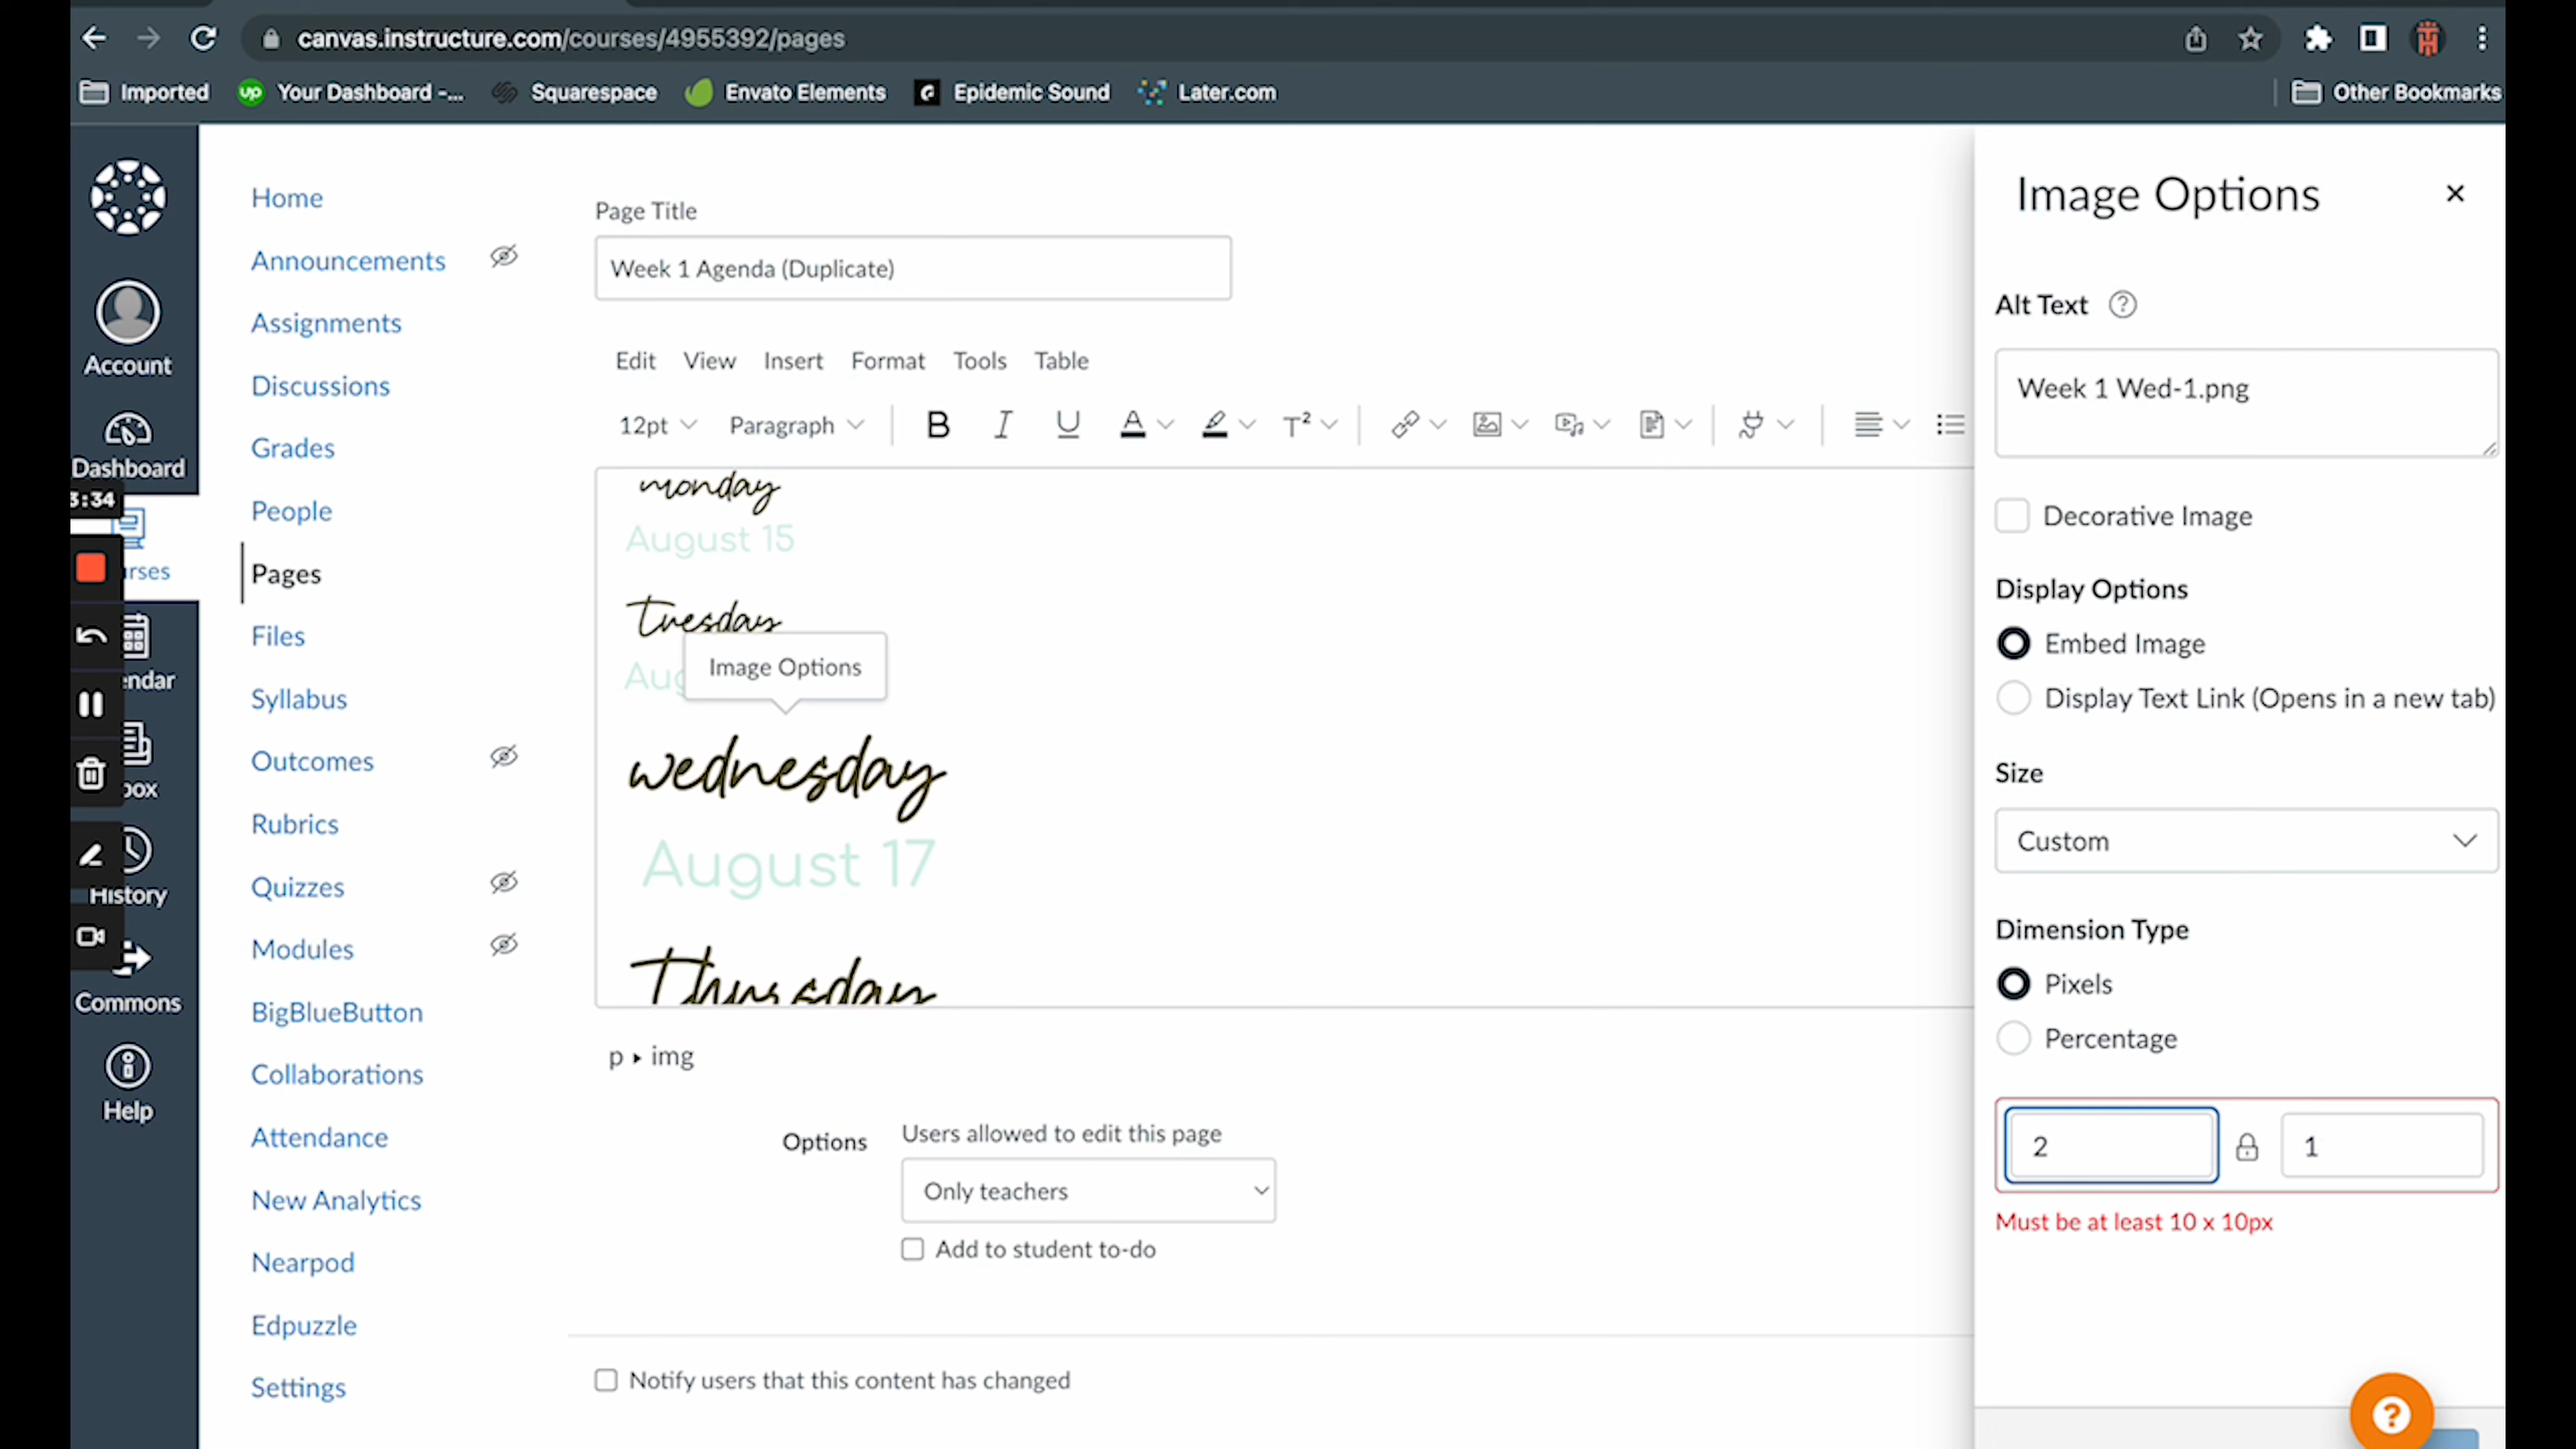 canvas.instructure.com/courses/4955392/pages
Imported
up Your Dashboard -...
Squarespace
Envato Elements
Epidemic Sound
Later.com
Other Bookmarks
Account
Dashboard
3:34
rses
ndar
box
History
Commons
Help
Home
Announcements
Assignments
Discussions
Grades
People
Pages
Files
Syllabus
Outcomes
Rubrics
Quizzes
Modules
BigBlueButton
Collaborations
Attendance
New Analytics
Nearpod
Edpuzzle
Settings
Page Title
Week 1 Agenda (Duplicate)
Edit View Insert Format Tools Table
12pt Paragraph B I U A T²
monday
August 15
Tuesday
Aug
Image Options
wednesday
August 17
Thursday
p ▸ img
Options
Users allowed to edit this page
Only teachers
Add to student to-do
Notify users that this content has changed
Image Options
Alt Text ?
Week 1 Wed-1.png
Decorative Image
Display Options
Embed Image
Display Text Link (Opens in a new tab)
Size
Custom
Dimension Type
Pixels
Percentage
2 1
Must be at least 10 x 10px
?